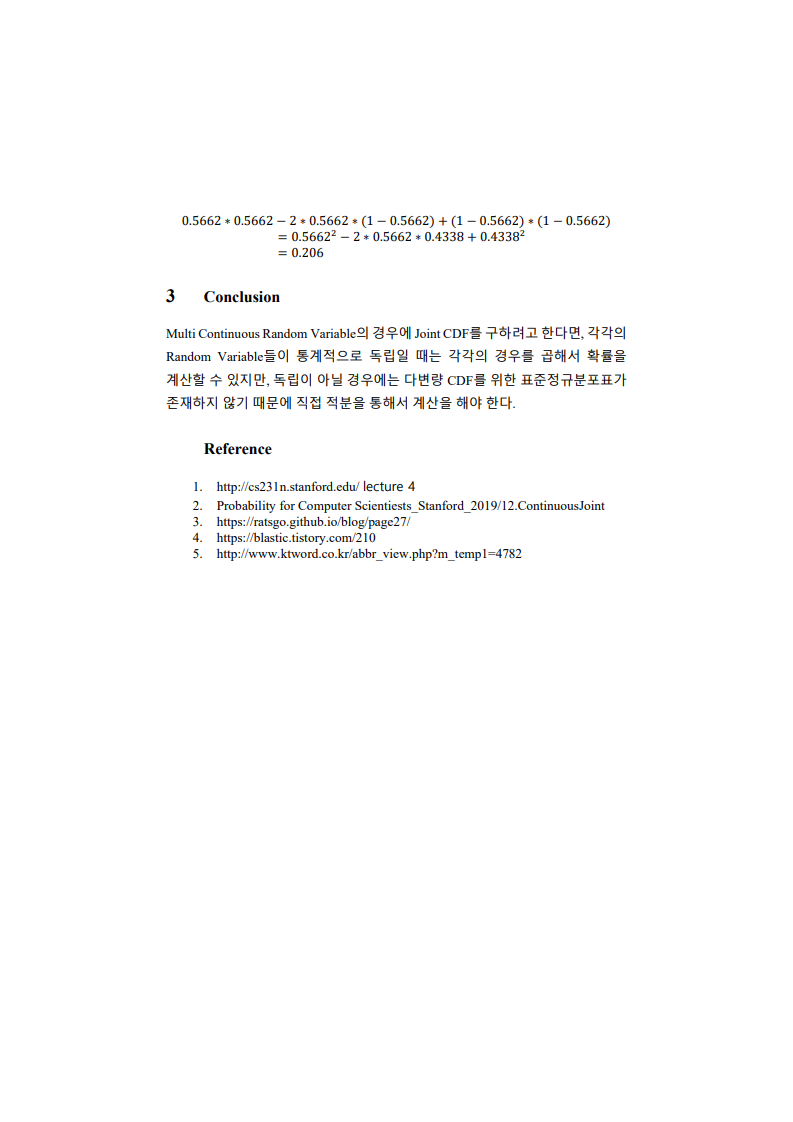 0.5662 ∗ 0.5662 − 2 ∗ 0.5662 ∗ (1 − 0.5662) + (1 − 0.5662) ∗ (1 − 0.5662)
= 0.5662² − 2 ∗ 0.5662 ∗ 0.4338 + 0.4338²
= 0.206
3 Conclusion
Multi Continuous Random Variable의 경우에 Joint CDF를 구하려고 한다면, 각각의
Random Variable들이 통계적으로 독립일 때는 각각의 경우를 곱해서 확률을
계산할 수 있지만, 독립이 아닐 경우에는 다변량 CDF를 위한 표준정규분포표가
존재하지 않기 때문에 직접 적분을 통해서 계산을 해야 한다.
Reference
1. http://cs231n.stanford.edu/ lecture 4
2. Probability for Computer Scientiests_Stanford_2019/12.ContinuousJoint
3. https://ratsgo.github.io/blog/page27/
4. https://blastic.tistory.com/210
5. http://www.ktword.co.kr/abbr_view.php?m_temp1=4782